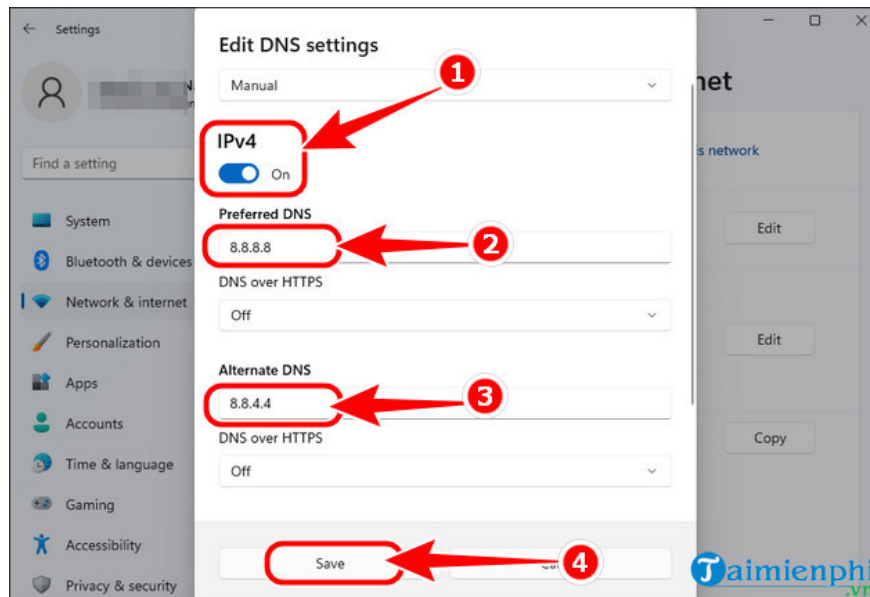 Settings
Find a setting
System
Bluetooth & devices
Network & internet
Personalization
Apps
Accounts
Time & language
Gaming
Accessibility
Privacy & security
Edit DNS settings
Manual
1
IPv4
On
Preferred DNS
8.8.8.8
2
DNS over HTTPS
Off
Alternate DNS
8.8.4.4
3
DNS over HTTPS
Off
Save
4
net
is network
Edit
Edit
Copy
Taimienphi
.vn